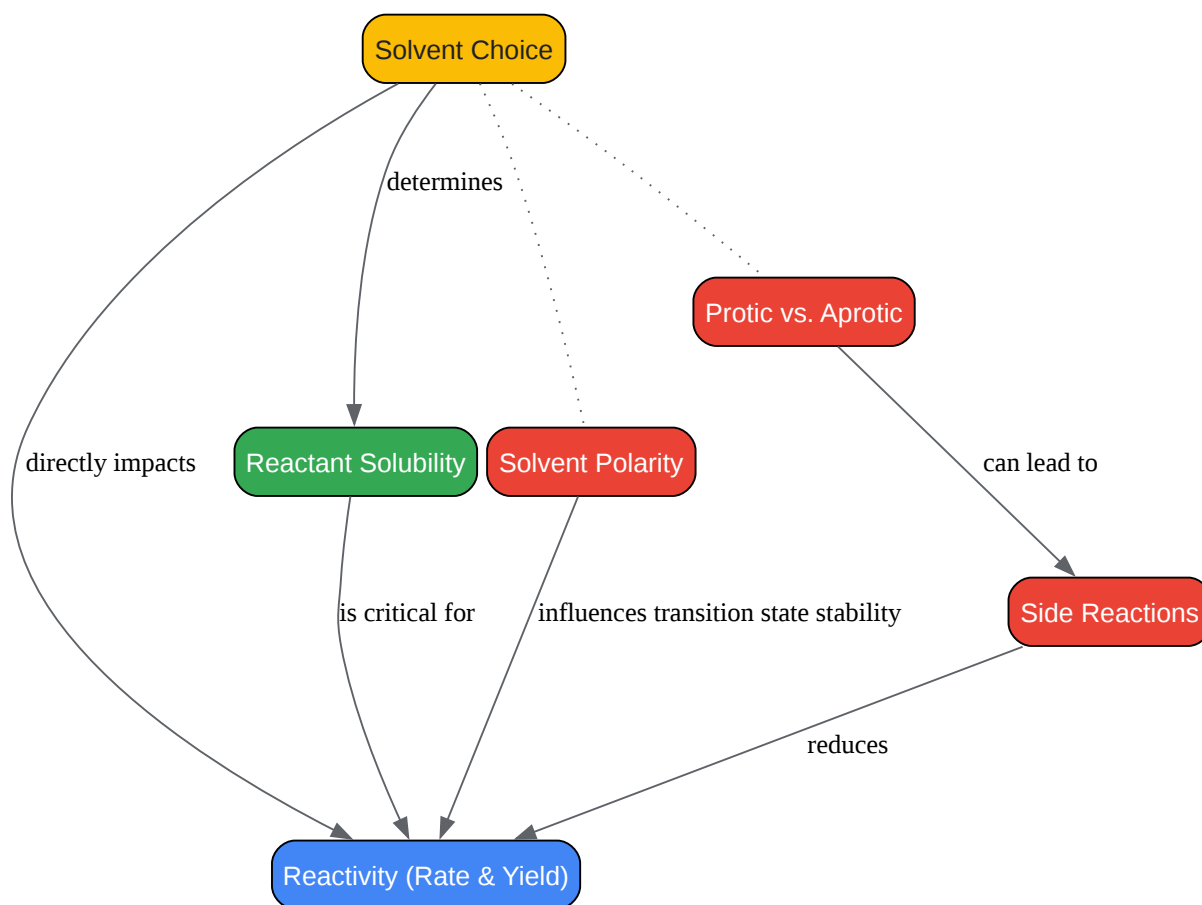 Solvent Choice
determines
Protic vs. Aprotic
directly impacts
Reactant Solubility
Solvent Polarity
can lead to
is critical for
influences transition state stability
Side Reactions
reduces
Reactivity (Rate & Yield)